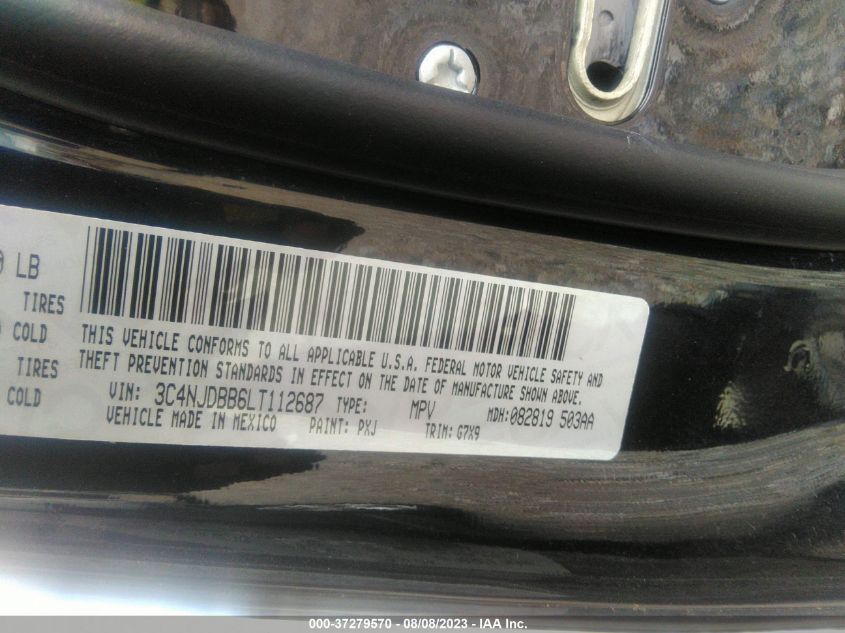 0 LB
TIRES
COLD
TIRES
COLD
THIS VEHICLE CONFORMS TO ALL APPLICABLE U.S.A. FEDERAL MOTOR VEHICLE SAFETY AND
THEFT PREVENTION STANDARDS IN EFFECT ON THE DATE OF MANUFACTURE SHOWN ABOVE.
VIN: 3C4NJDBB6LT112687 TYPE: MPV MDH:082819 503AA
VEHICLE MADE IN MEXICO PAINT: PXJ TRIM: G7X9
000-37279570 — 08/08/2023 — IAA Inc.